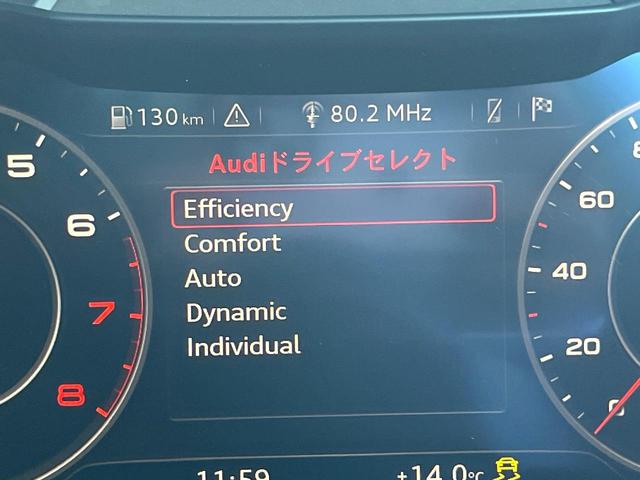 130 km 80.2 MHz
Audiドライブセレクト
Efficiency
Comfort
Auto
Dynamic
Individual
5
6
7
8
60
40
20
0
11:59 +14.0°C